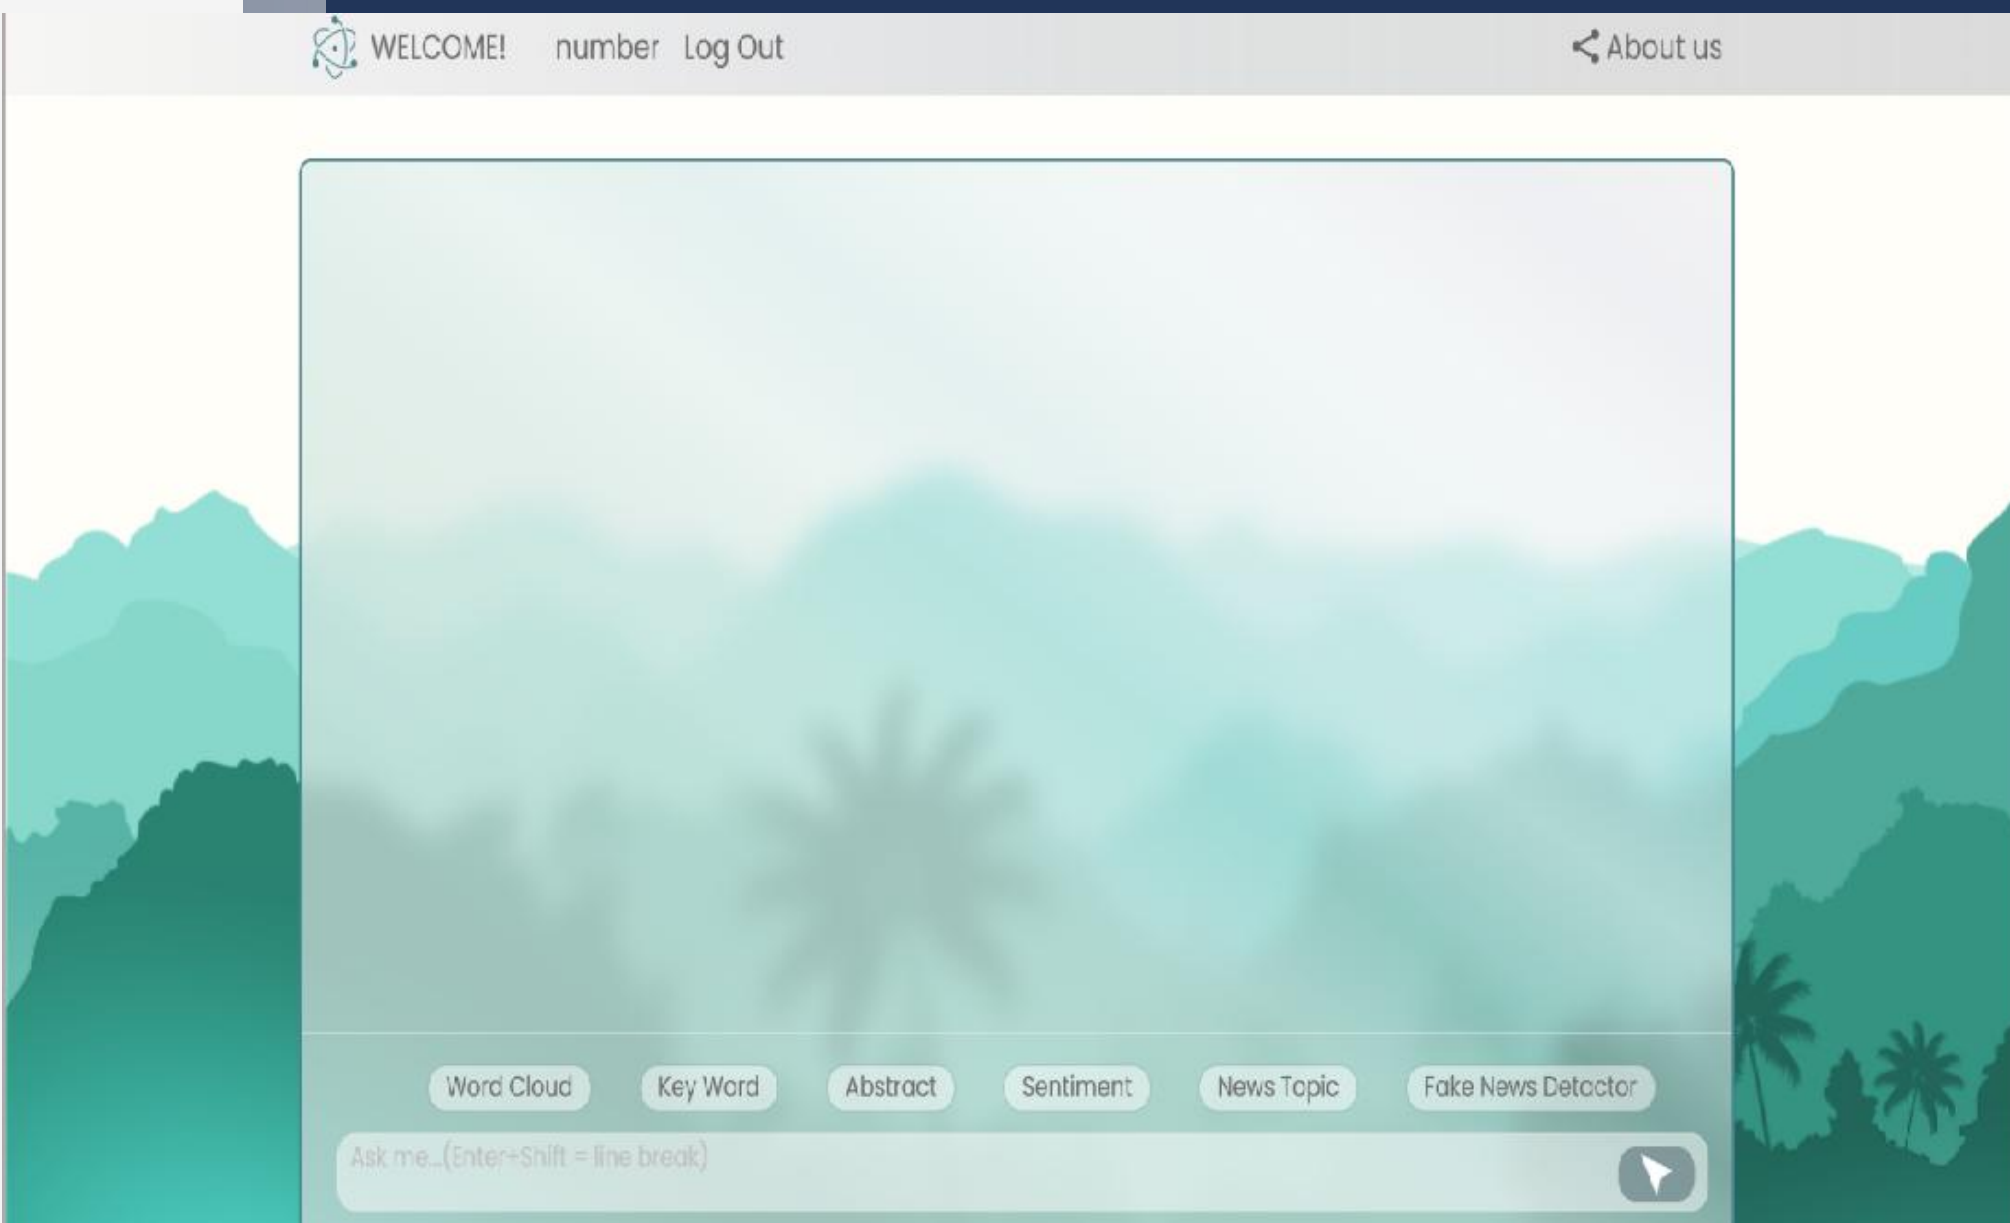 WELCOME! number Log Out About us
Word Cloud Key Word Abstract Sentiment News Topic Fake News Detactor
Ask me...(Enter+Shift = line break)